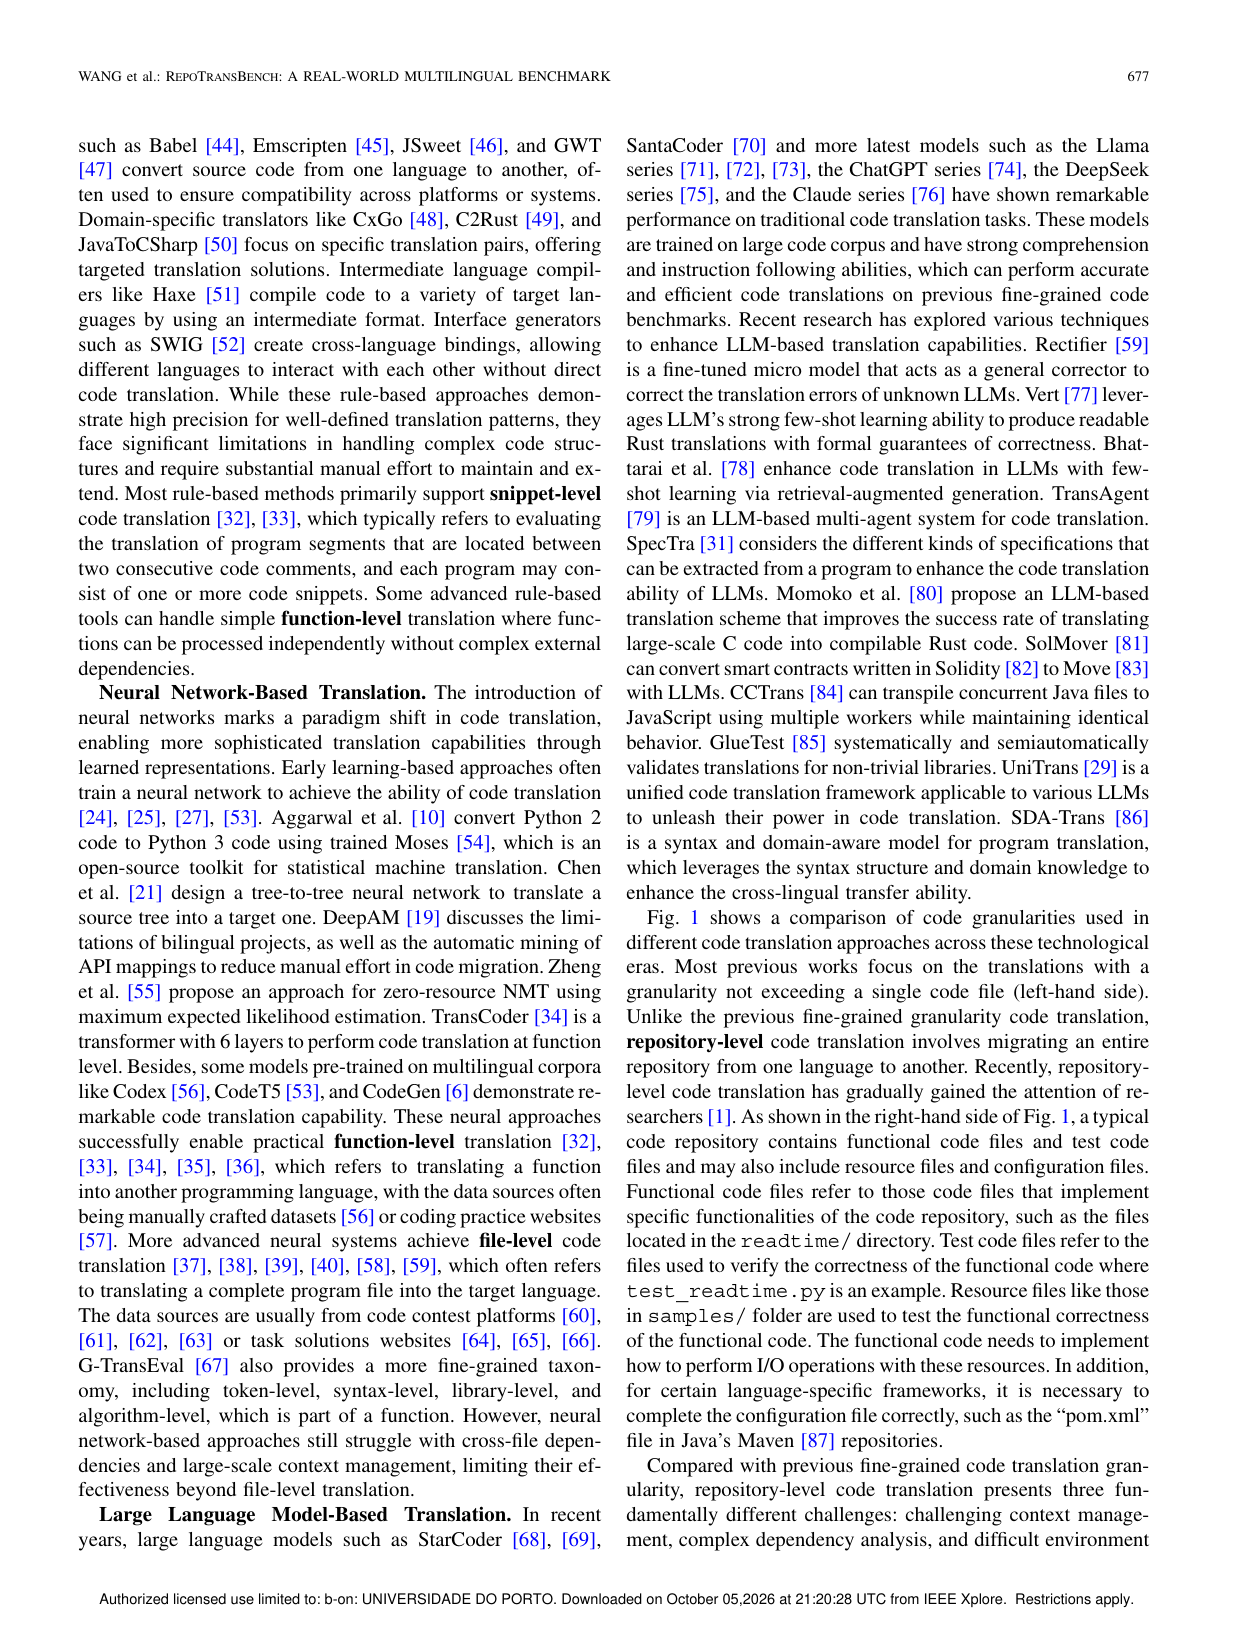 WANG et al.: REPOTRANSBENCH: A REAL-WORLD MULTILINGUAL BENCHMARK 677
such as Babel [44], Emscripten [45], JSweet [46], and GWT
[47] convert source code from one language to another, of-
ten used to ensure compatibility across platforms or systems.
Domain-specific translators like CxGo [48], C2Rust [49], and
JavaToCSharp [50] focus on specific translation pairs, offering
targeted translation solutions. Intermediate language compil-
ers like Haxe [51] compile code to a variety of target lan-
guages by using an intermediate format. Interface generators
such as SWIG [52] create cross-language bindings, allowing
different languages to interact with each other without direct
code translation. While these rule-based approaches demon-
strate high precision for well-defined translation patterns, they
face significant limitations in handling complex code struc-
tures and require substantial manual effort to maintain and ex-
tend. Most rule-based methods primarily support snippet-level
code translation [32], [33], which typically refers to evaluating
the translation of program segments that are located between
two consecutive code comments, and each program may con-
sist of one or more code snippets. Some advanced rule-based
tools can handle simple function-level translation where func-
tions can be processed independently without complex external
dependencies.
Neural Network-Based Translation. The introduction of
neural networks marks a paradigm shift in code translation,
enabling more sophisticated translation capabilities through
learned representations. Early learning-based approaches often
train a neural network to achieve the ability of code translation
[24], [25], [27], [53]. Aggarwal et al. [10] convert Python 2
code to Python 3 code using trained Moses [54], which is an
open-source toolkit for statistical machine translation. Chen
et al. [21] design a tree-to-tree neural network to translate a
source tree into a target one. DeepAM [19] discusses the limi-
tations of bilingual projects, as well as the automatic mining of
API mappings to reduce manual effort in code migration. Zheng
et al. [55] propose an approach for zero-resource NMT using
maximum expected likelihood estimation. TransCoder [34] is a
transformer with 6 layers to perform code translation at function
level. Besides, some models pre-trained on multilingual corpora
like Codex [56], CodeT5 [53], and CodeGen [6] demonstrate re-
markable code translation capability. These neural approaches
successfully enable practical function-level translation [32],
[33], [34], [35], [36], which refers to translating a function
into another programming language, with the data sources often
being manually crafted datasets [56] or coding practice websites
[57]. More advanced neural systems achieve file-level code
translation [37], [38], [39], [40], [58], [59], which often refers
to translating a complete program file into the target language.
The data sources are usually from code contest platforms [60],
[61], [62], [63] or task solutions websites [64], [65], [66].
G-TransEval [67] also provides a more fine-grained taxon-
omy, including token-level, syntax-level, library-level, and
algorithm-level, which is part of a function. However, neural
network-based approaches still struggle with cross-file depen-
dencies and large-scale context management, limiting their ef-
fectiveness beyond file-level translation.
Large Language Model-Based Translation. In recent
years, large language models such as StarCoder [68], [69],
SantaCoder [70] and more latest models such as the Llama
series [71], [72], [73], the ChatGPT series [74], the DeepSeek
series [75], and the Claude series [76] have shown remarkable
performance on traditional code translation tasks. These models
are trained on large code corpus and have strong comprehension
and instruction following abilities, which can perform accurate
and efficient code translations on previous fine-grained code
benchmarks. Recent research has explored various techniques
to enhance LLM-based translation capabilities. Rectifier [59]
is a fine-tuned micro model that acts as a general corrector to
correct the translation errors of unknown LLMs. Vert [77] lever-
ages LLM's strong few-shot learning ability to produce readable
Rust translations with formal guarantees of correctness. Bhat-
tarai et al. [78] enhance code translation in LLMs with few-
shot learning via retrieval-augmented generation. TransAgent
[79] is an LLM-based multi-agent system for code translation.
SpecTra [31] considers the different kinds of specifications that
can be extracted from a program to enhance the code translation
ability of LLMs. Momoko et al. [80] propose an LLM-based
translation scheme that improves the success rate of translating
large-scale C code into compilable Rust code. SolMover [81]
can convert smart contracts written in Solidity [82] to Move [83]
with LLMs. CCTrans [84] can transpile concurrent Java files to
JavaScript using multiple workers while maintaining identical
behavior. GlueTest [85] systematically and semiautomatically
validates translations for non-trivial libraries. UniTrans [29] is a
unified code translation framework applicable to various LLMs
to unleash their power in code translation. SDA-Trans [86]
is a syntax and domain-aware model for program translation,
which leverages the syntax structure and domain knowledge to
enhance the cross-lingual transfer ability.
Fig. 1 shows a comparison of code granularities used in
different code translation approaches across these technological
eras. Most previous works focus on the translations with a
granularity not exceeding a single code file (left-hand side).
Unlike the previous fine-grained granularity code translation,
repository-level code translation involves migrating an entire
repository from one language to another. Recently, repository-
level code translation has gradually gained the attention of re-
searchers [1]. As shown in the right-hand side of Fig. 1, a typical
code repository contains functional code files and test code
files and may also include resource files and configuration files.
Functional code files refer to those code files that implement
specific functionalities of the code repository, such as the files
located in the readtime/ directory. Test code files refer to the
files used to verify the correctness of the functional code where
test_readtime.py is an example. Resource files like those
in samples/ folder are used to test the functional correctness
of the functional code. The functional code needs to implement
how to perform I/O operations with these resources. In addition,
for certain language-specific frameworks, it is necessary to
complete the configuration file correctly, such as the “pom.xml”
file in Java's Maven [87] repositories.
Compared with previous fine-grained code translation gran-
ularity, repository-level code translation presents three fun-
damentally different challenges: challenging context manage-
ment, complex dependency analysis, and difficult environment
Authorized licensed use limited to: b-on: UNIVERSIDADE DO PORTO. Downloaded on October 05,2026 at 21:20:28 UTC from IEEE Xplore. Restrictions apply.